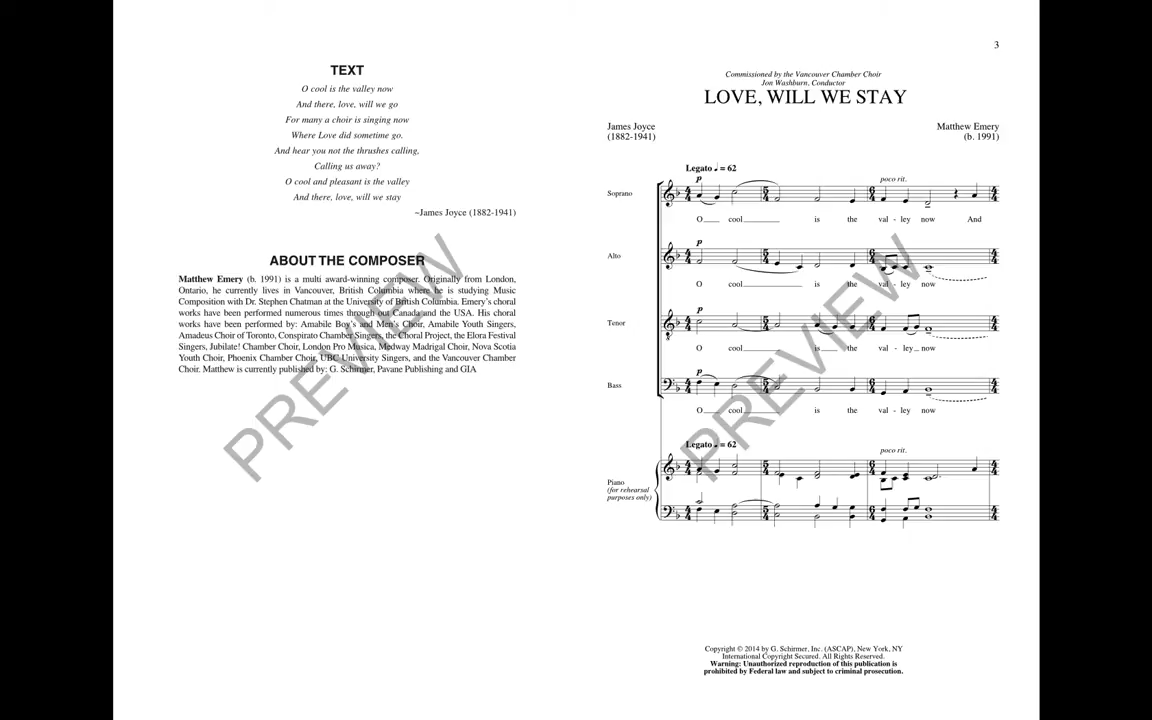 TEXT
O cool is the valley now
And there, love, will we go
For many a choir is singing now
Where Love did sometime go.
And hear you not the thrushes calling,
Calling us away?
O cool and pleasant is the valley
And there, love, will we stay
~James Joyce (1882-1941)
ABOUT THE COMPOSER
Matthew Emery (b. 1991) is a multi award-winning composer. Originally from London,
Ontario, he currently lives in Vancouver, British Columbia where he is studying Music
Composition with Dr. Stephen Chatman at the University of British Columbia. Emery's choral
works have been performed numerous times through out Canada and the USA. His choral
works have been performed by: Amabile Boy's and Men's Choir, Amabile Youth Singers,
Amadeus Choir of Toronto, Conspirato Chamber Singers, the Choral Project, the Elora Festival
Singers, Jubilate! Chamber Choir, London Pro Musica, Medway Madrigal Choir, Nova Scotia
Youth Choir, Phoenix Chamber Choir, UBC University Singers, and the Vancouver Chamber
Choir. Matthew is currently published by: G. Schirmer, Pavane Publishing and GIA
PREVIEW
3
Commissioned by the Vancouver Chamber Choir
Jon Washburn, Conductor
LOVE, WILL WE STAY
James Joyce
(1882-1941)
Matthew Emery
(b. 1991)
Legato ♩ = 62
p
poco rit.
Soprano
O cool is the val - ley now And
p
Alto
O cool is the val - ley now
p
Tenor
O cool is the val - ley now
p
Bass
O cool is the val - ley now
Legato ♩ = 62
poco rit.
Piano
(for rehearsal
purposes only)
PREVIEW
Copyright © 2014 by G. Schirmer, Inc. (ASCAP), New York, NY
International Copyright Secured. All Rights Reserved.
Warning: Unauthorized reproduction of this publication is
prohibited by Federal law and subject to criminal prosecution.